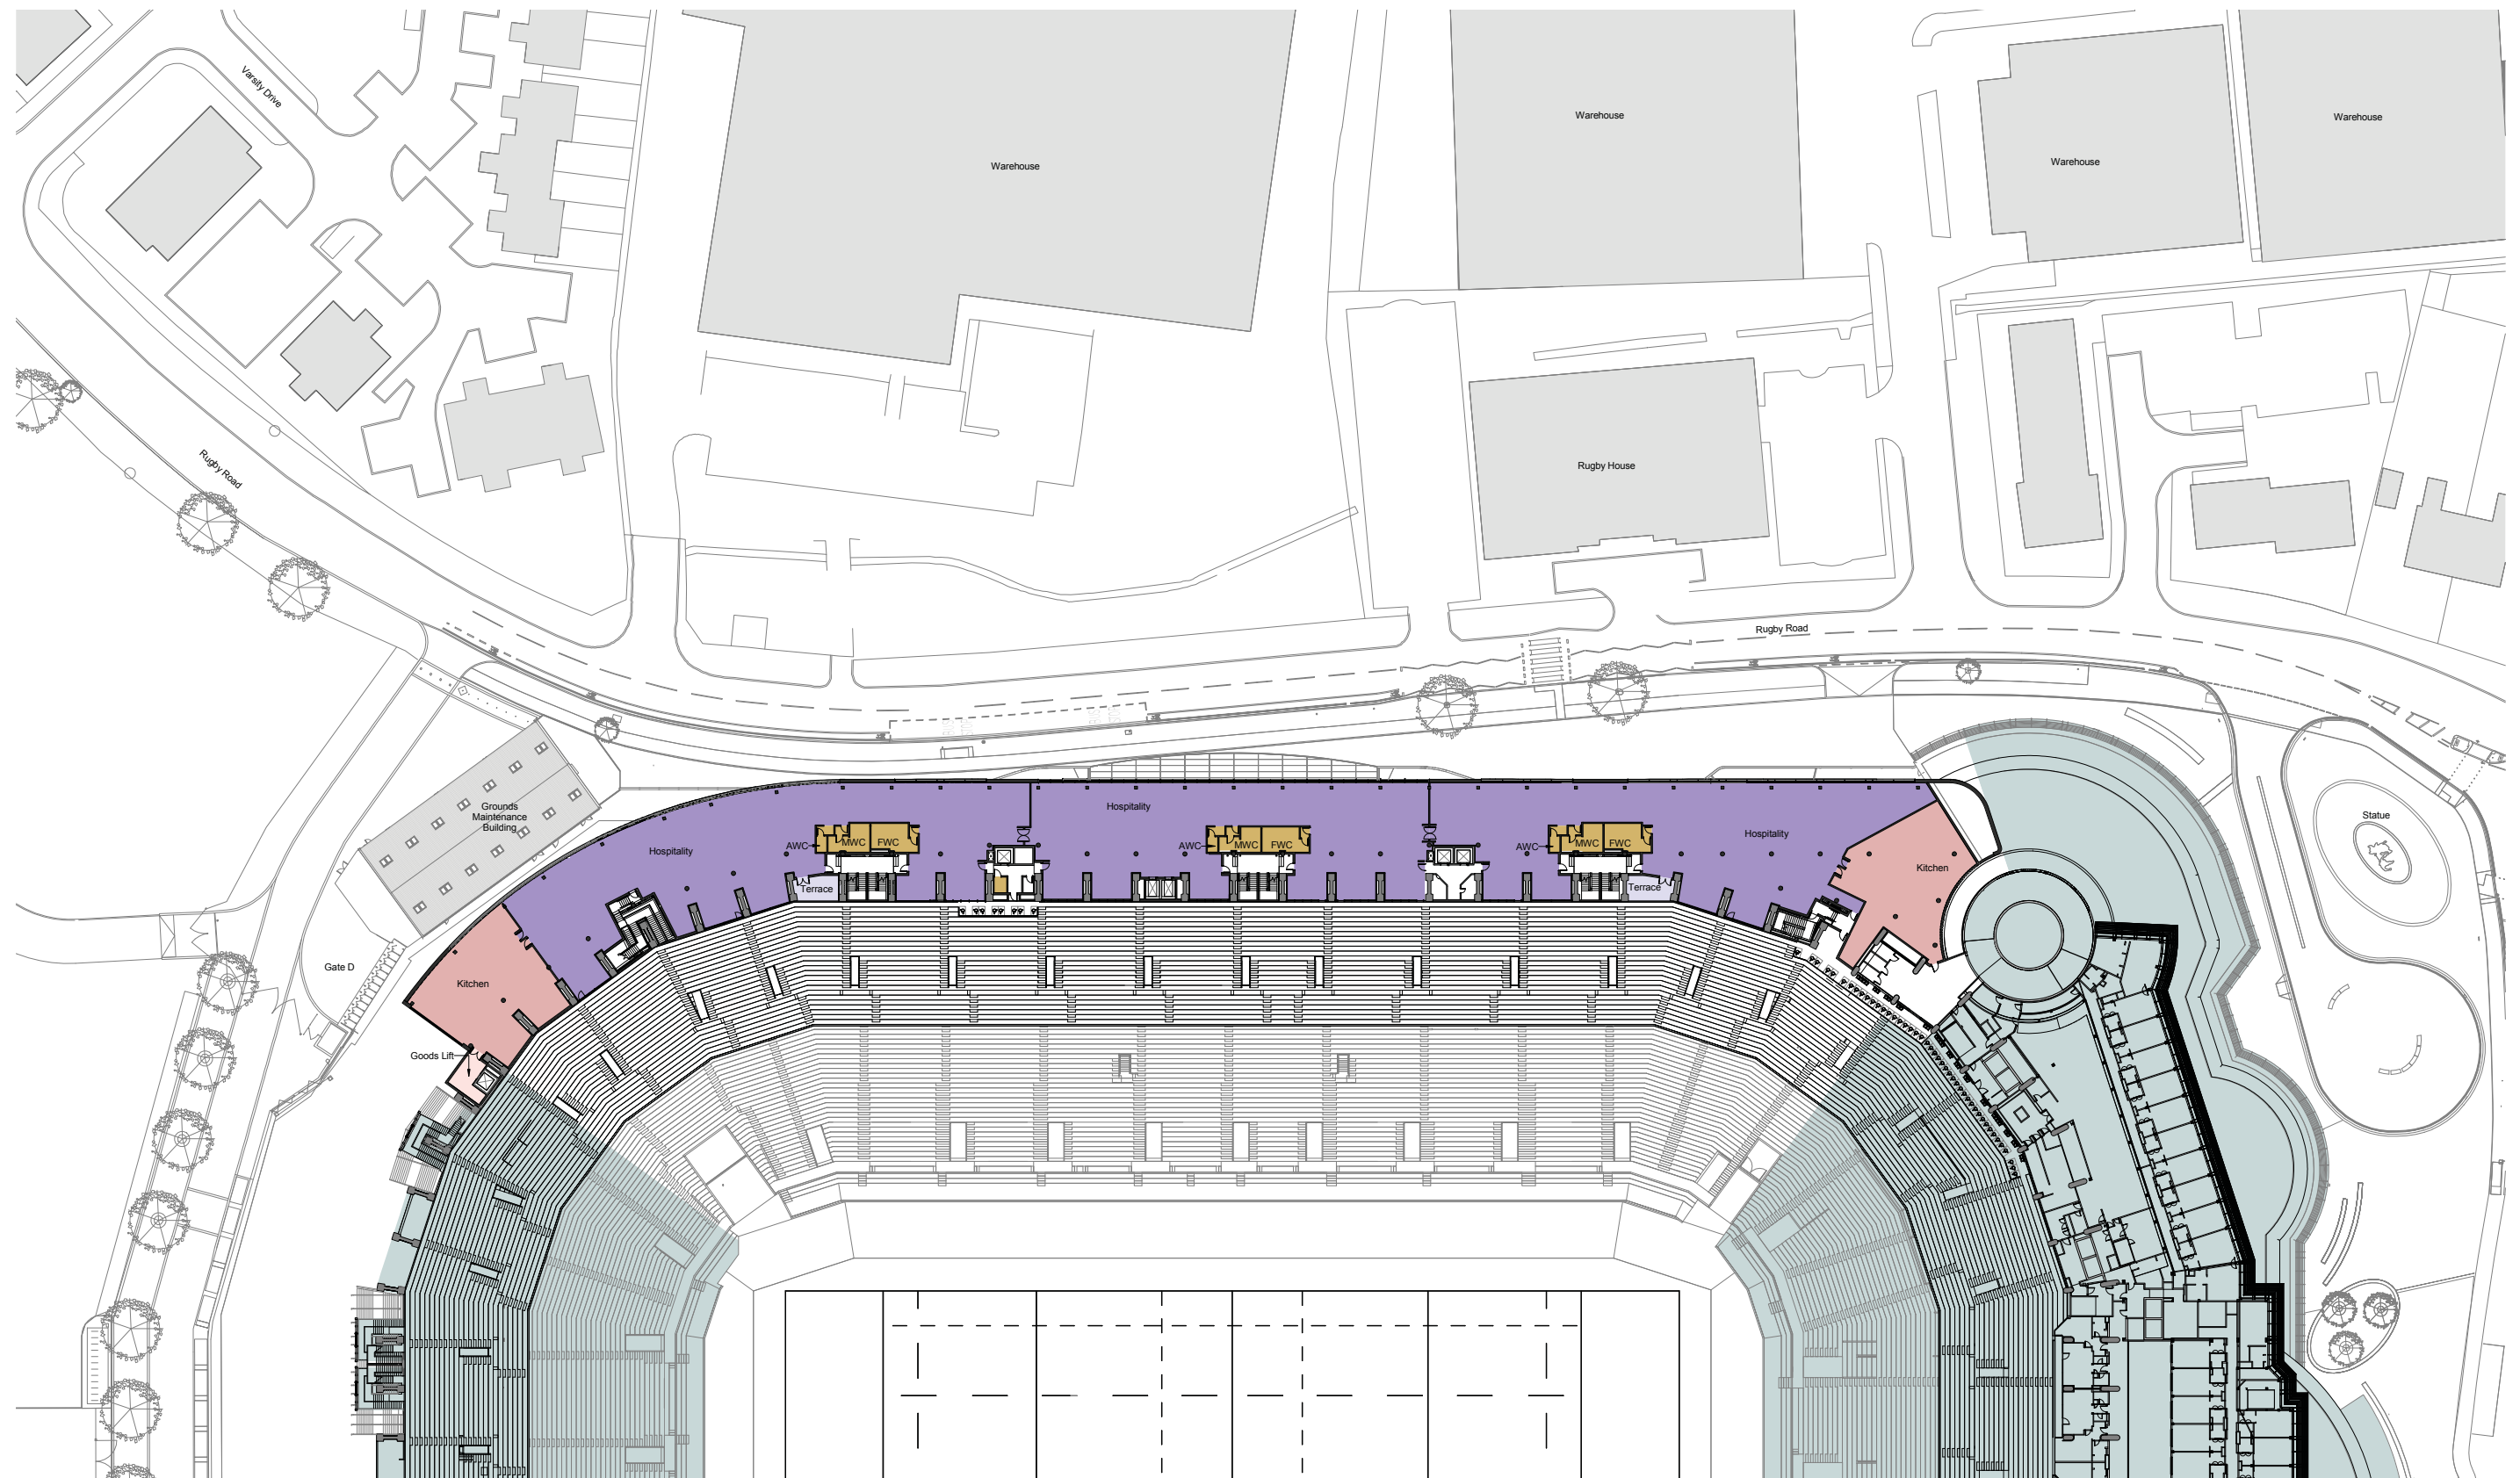 Varsity Drive
Warehouse
Warehouse
Warehouse
Warehouse
Rugby House
Rugby Road
Rugby Road
Grounds
Maintenance
Building
Hospitality
Hospitality
Hospitality
AWC
MWC
FWC
AWC
MWC
FWC
AWC
MWC
FWC
Terrace
Terrace
Kitchen
Kitchen
Statue
Gate D
Goods Lift